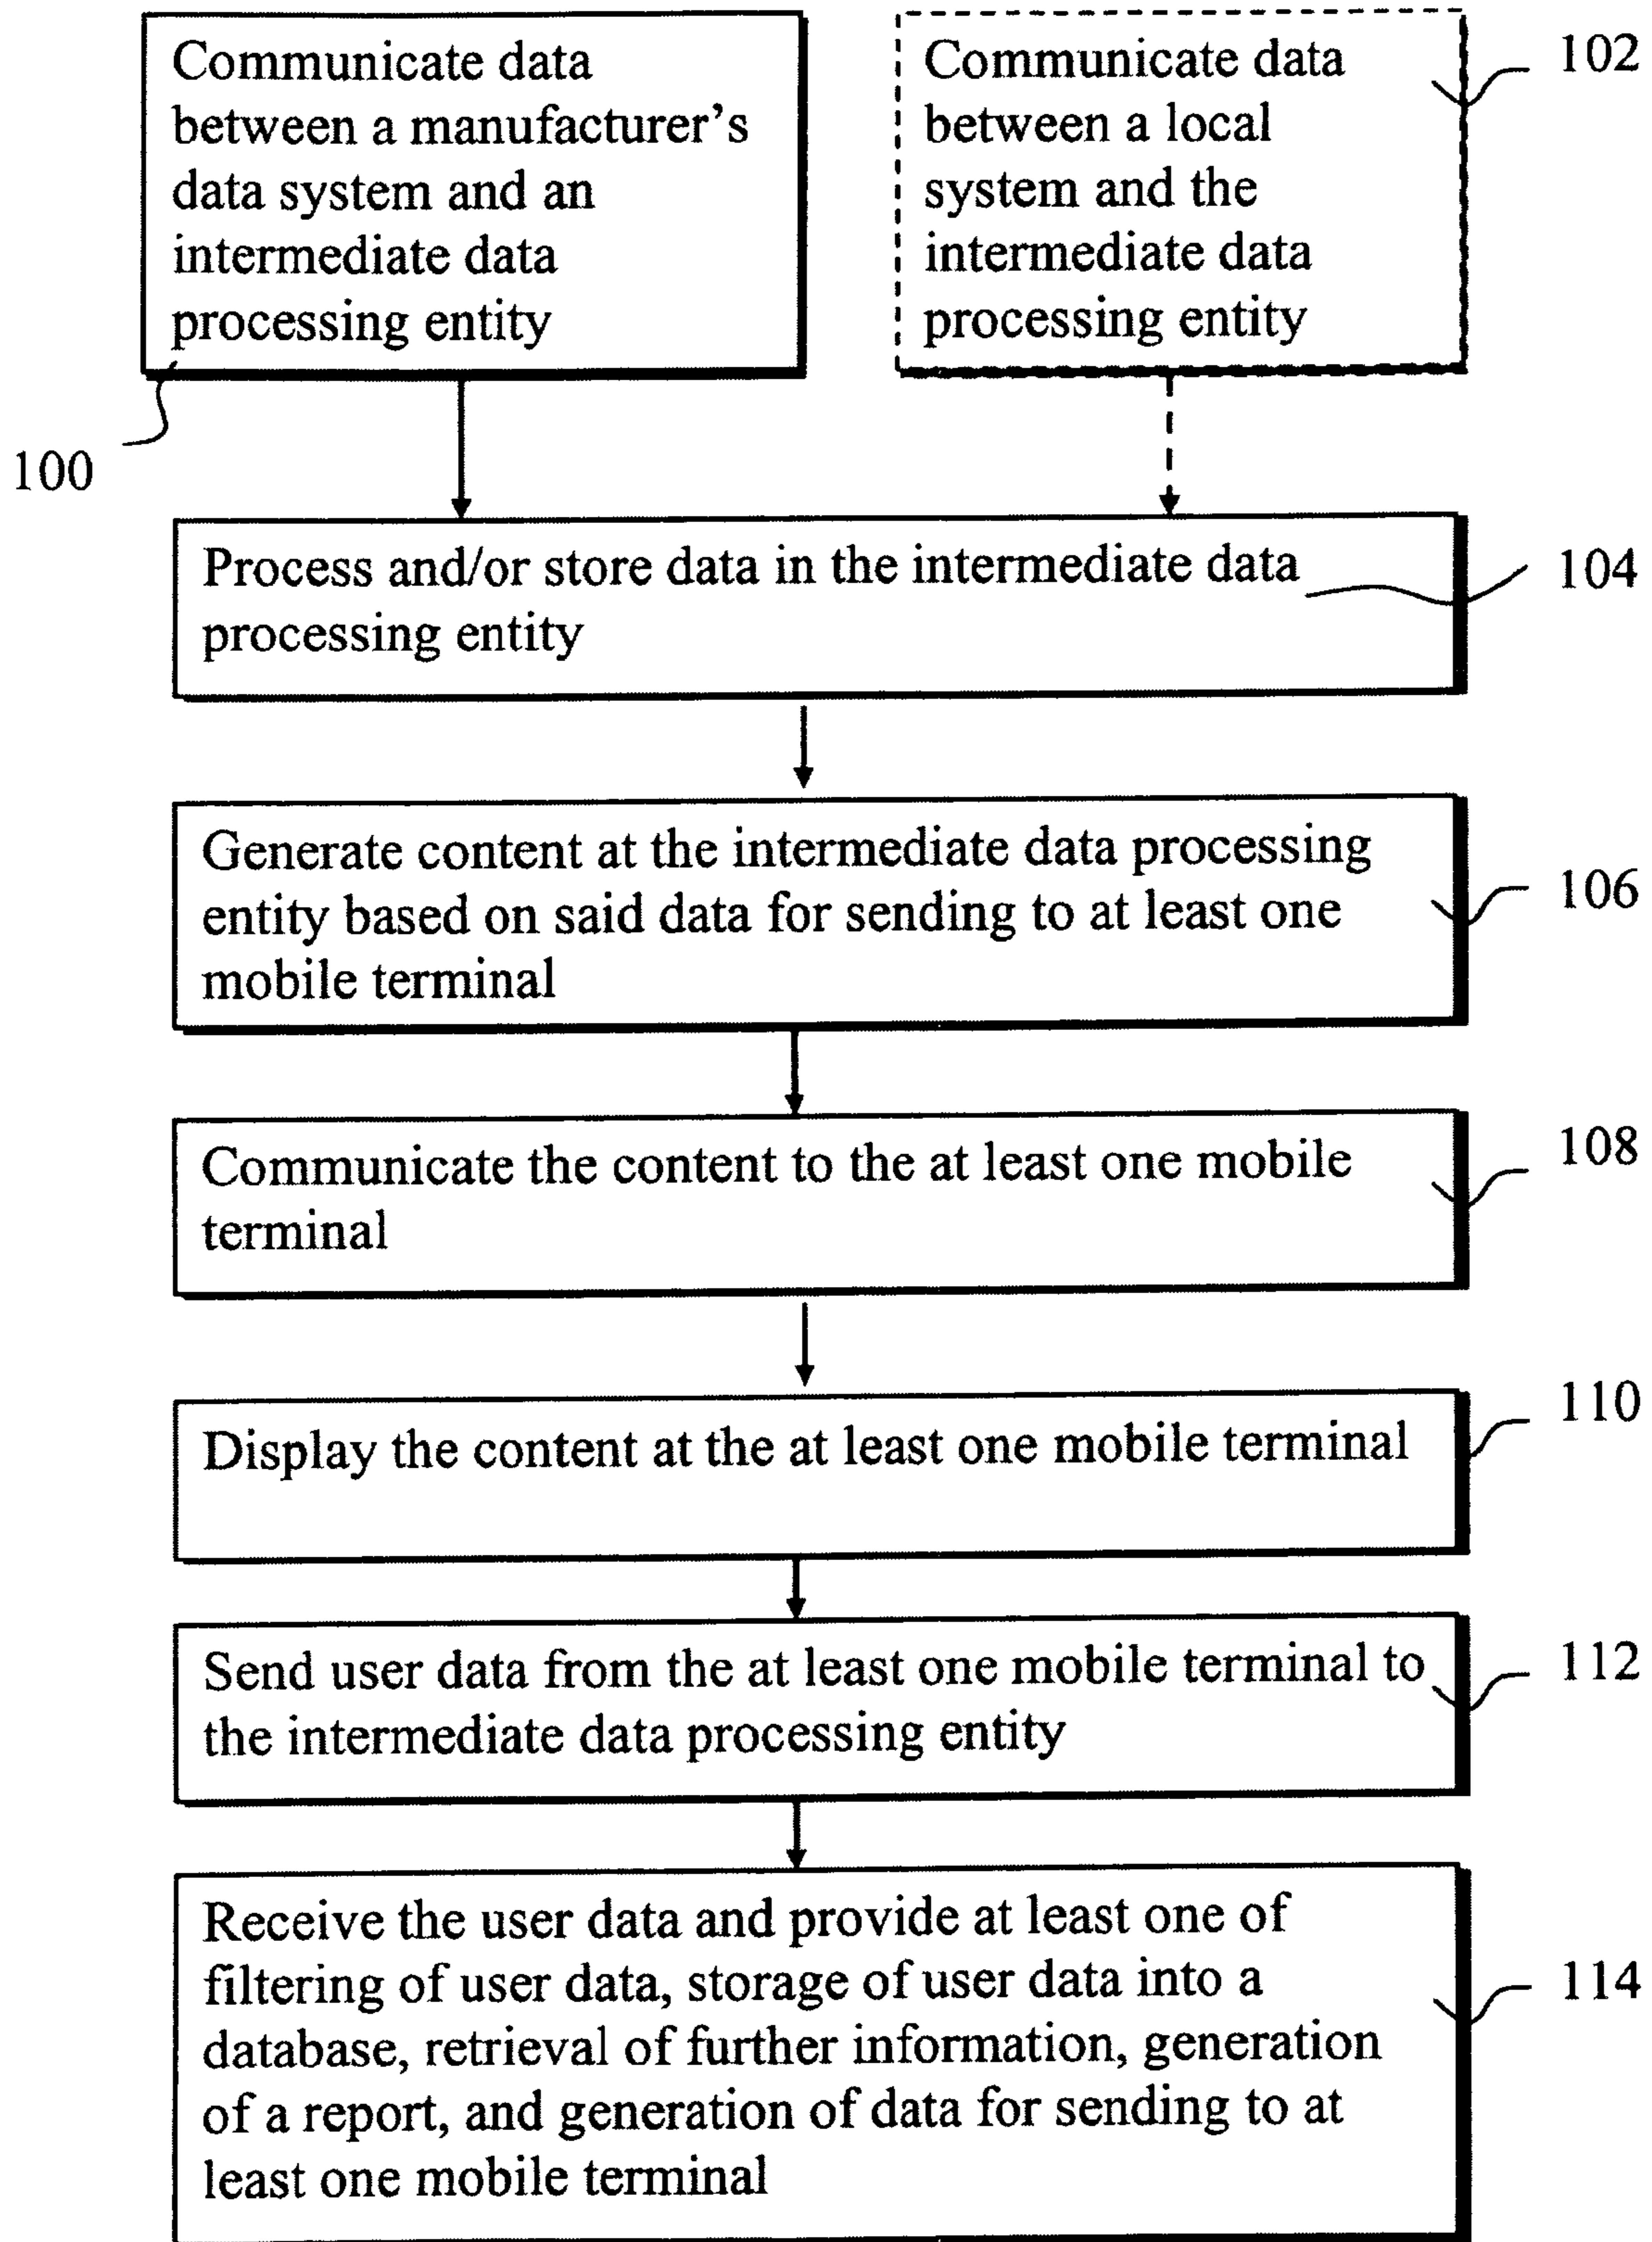 Communicate data
between a manufacturer's
data system and an
intermediate data
processing entity
100
Communicate data
between a local
system and the
intermediate data
processing entity
102
Process and/or store data in the intermediate data
processing entity
104
Generate content at the intermediate data processing
entity based on said data for sending to at least one
mobile terminal
106
Communicate the content to the at least one mobile
terminal
108
Display the content at the at least one mobile terminal
110
Send user data from the at least one mobile terminal to
the intermediate data processing entity
112
Receive the user data and provide at least one of
filtering of user data, storage of user data into a
database, retrieval of further information, generation
of a report, and generation of data for sending to at
least one mobile terminal
114